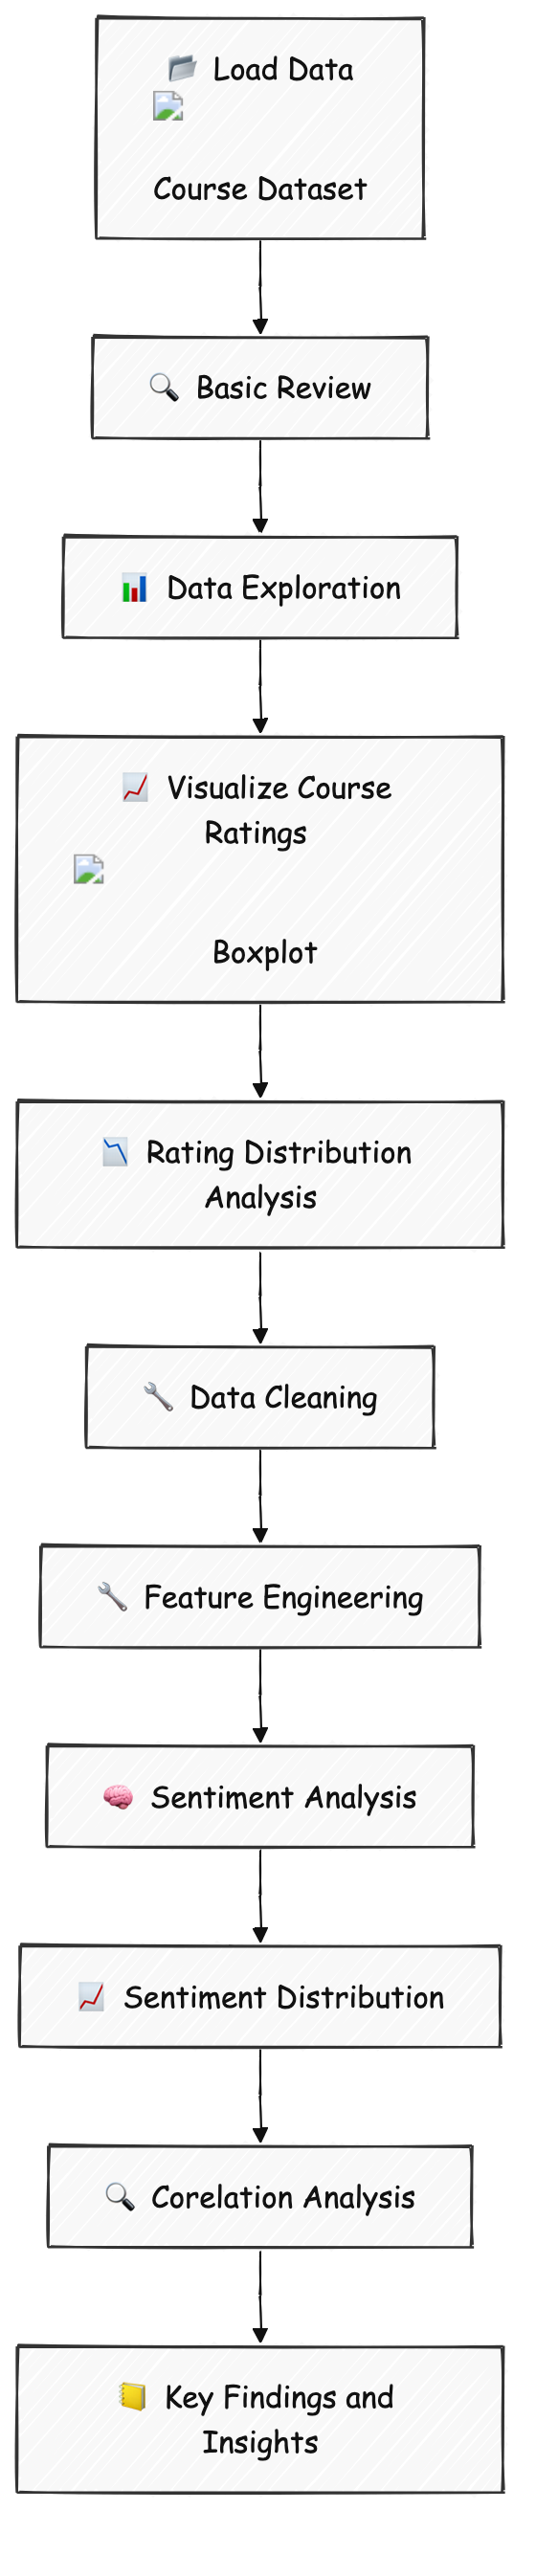 Load Data
Course Dataset
Basic Review
Data Exploration
Visualize Course
Ratings
Boxplot
Rating Distribution
Analysis
Data Cleaning
Feature Engineering
Sentiment Analysis
Sentiment Distribution
Corelation Analysis
Key Findings and
Insights